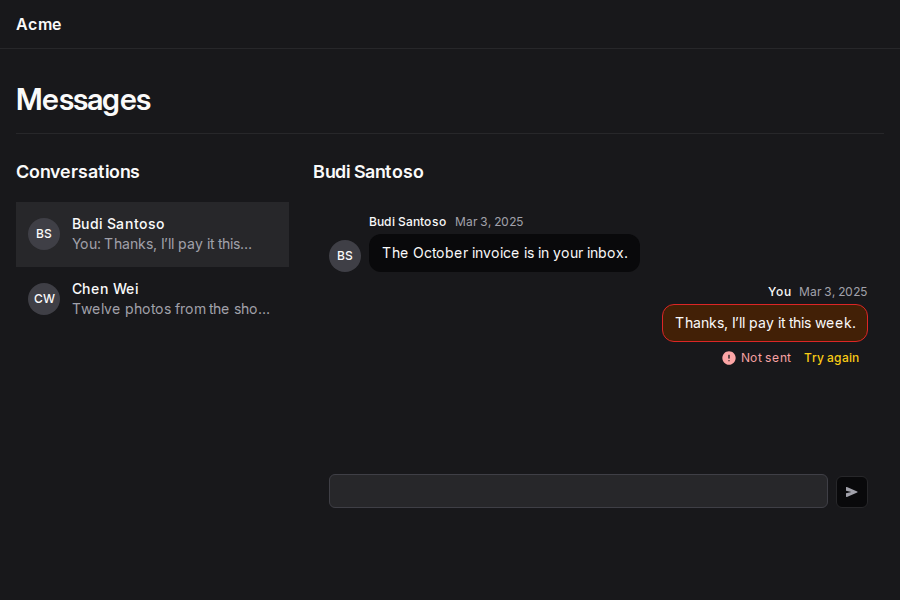 Acme
Messages
Conversations
BS
Budi Santoso
You: Thanks, I’ll pay it this...
CW
Chen Wei
Twelve photos from the sho...
Budi Santoso
Budi Santoso Mar 3, 2025
BS
The October invoice is in your inbox.
You Mar 3, 2025
Thanks, I’ll pay it this week.
Not sent Try again